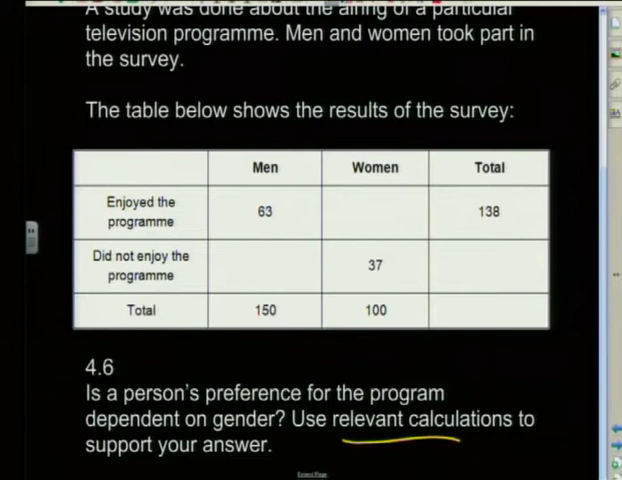 A study was done about the airing of a particular
television programme. Men and women took part in
the survey.
The table below shows the results of the survey:
Men Women Total
Enjoyed the
programme
63 138
Did not enjoy the
programme
37
Total 150 100
4.6
Is a person's preference for the program
dependent on gender? Use relevant calculations to
support your answer.
Extend Page